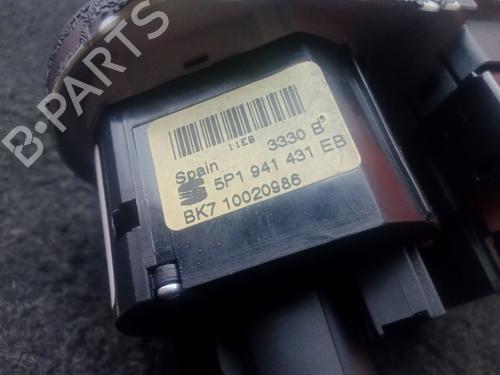 B-PARTS
11E8
Spain 3330 B
5P1 941 431 EB
BK7 10020986